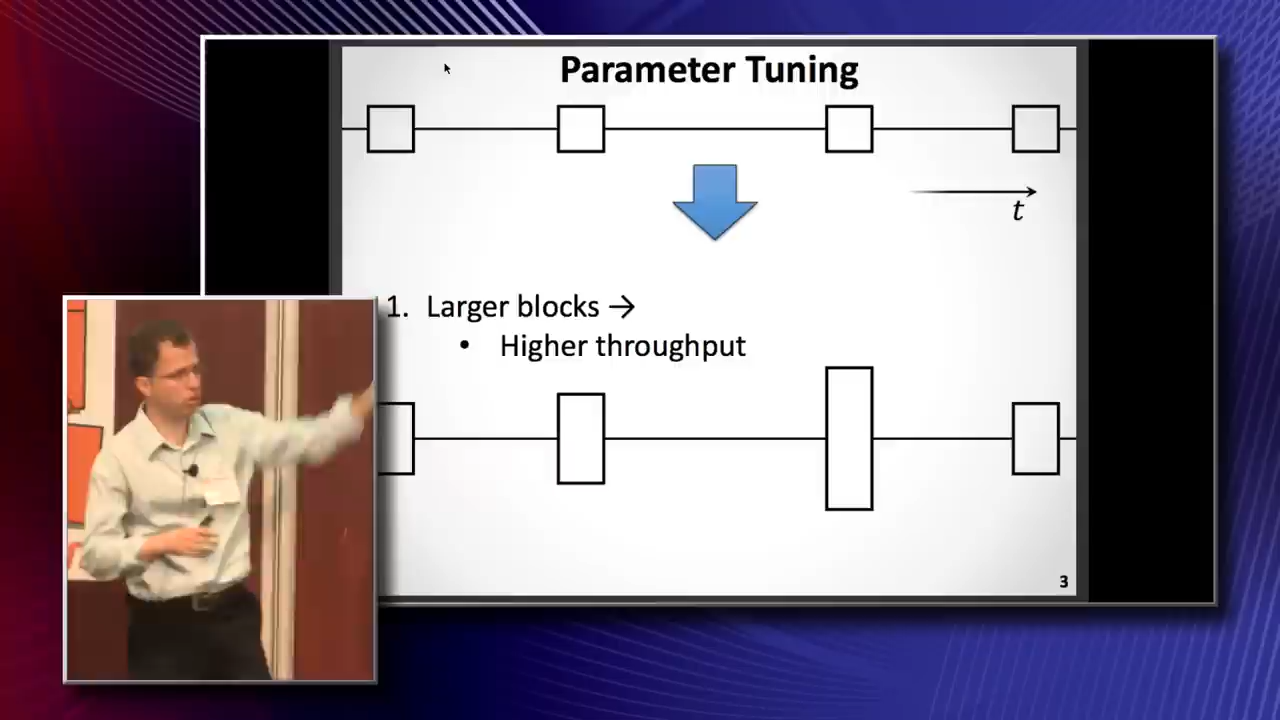 Parameter Tuning
t
1. Larger blocks →
• Higher throughput
3